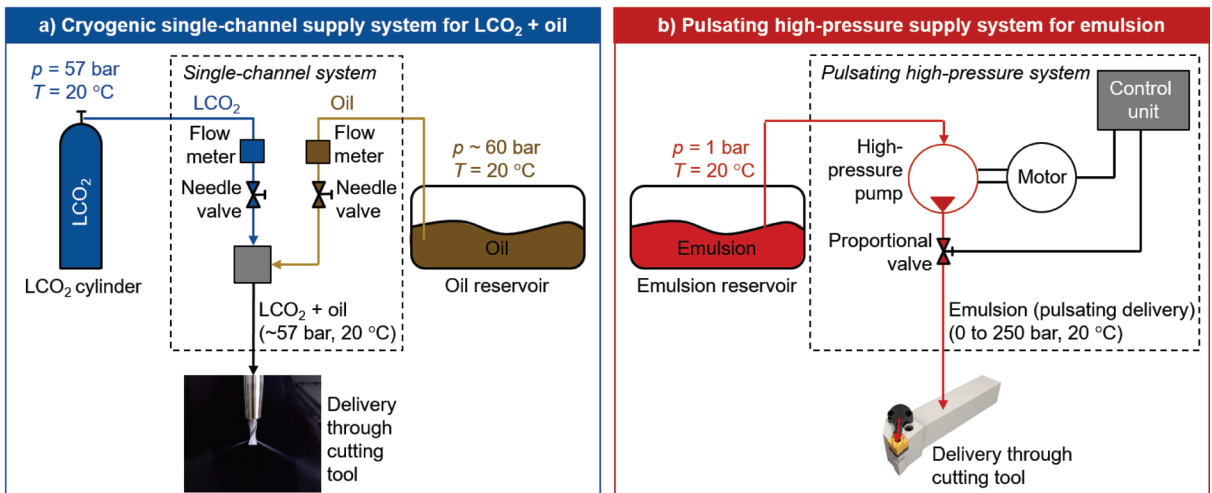 a) Cryogenic single-channel supply system for LCO₂ + oil
p = 57 bar
T = 20 °C
Single-channel system
LCO₂
Oil
Flow
meter
Flow
meter
p ~ 60 bar
T = 20 °C
LCO₂
Needle
valve
Needle
valve
Oil
LCO₂ cylinder
Oil reservoir
LCO₂ + oil
(~57 bar, 20 °C)
Delivery
through
cutting
tool
b) Pulsating high-pressure supply system for emulsion
Pulsating high-pressure system
Control
unit
p = 1 bar
T = 20 °C
High-
pressure
pump
Motor
Emulsion
Proportional
valve
Emulsion reservoir
Emulsion (pulsating delivery)
(0 to 250 bar, 20 °C)
Delivery through
cutting tool